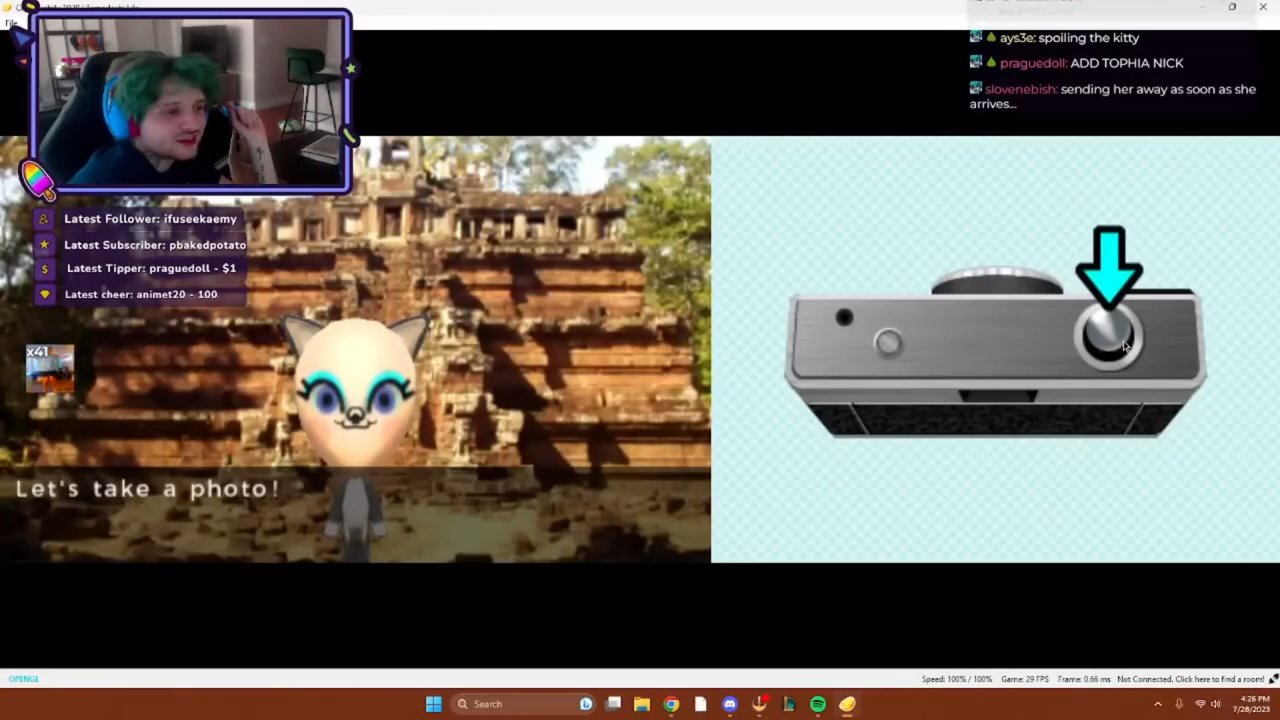 File
ays3e: spoiling the kitty
praguedoll: ADD TOPHIA NICK
slovenebish: sending her away as soon as she
arrives...
Latest Follower: ifuseekaemy
Latest Subscriber: pbakedpotato
Latest Tipper: praguedoll - $1
Latest cheer: animet20 - 100
x41
Let's take a photo!
OPENGL
Speed: 100% / 100% Game: 29 FPS Frame: 0.66 ms Not Connected. Click here to find a room!
Search
4:26 PM
7/28/2023